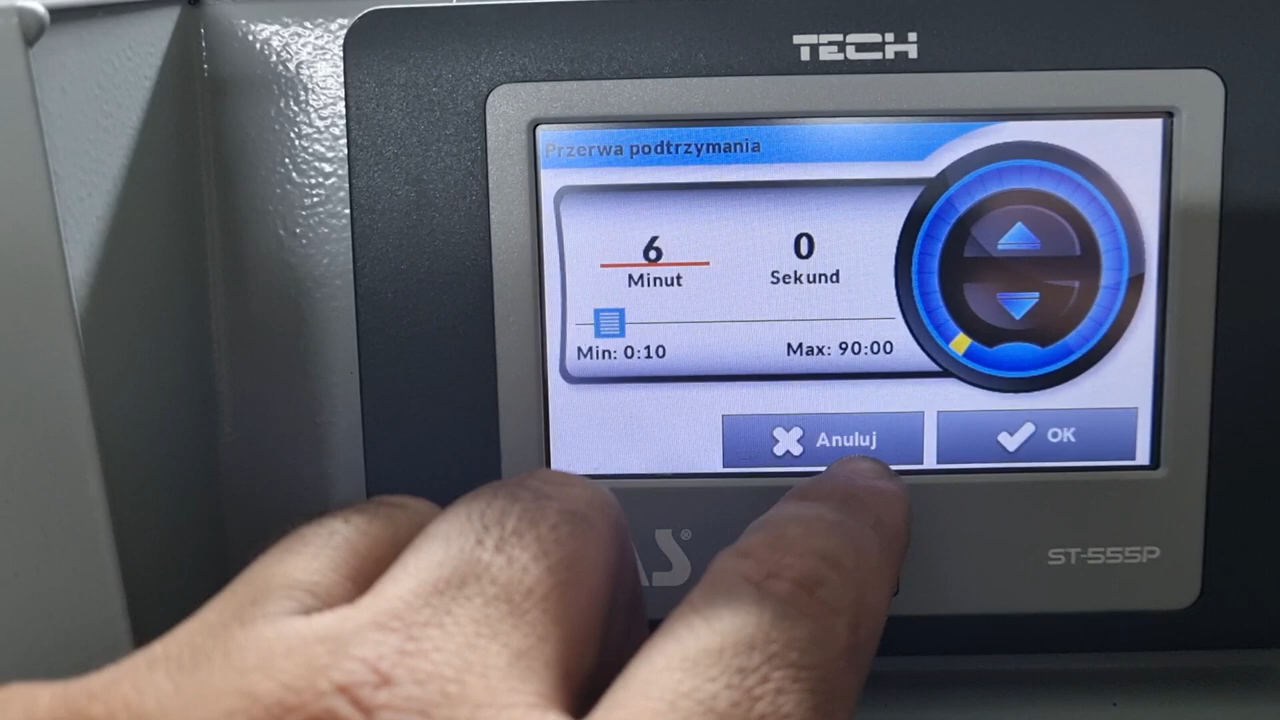 TECH
Przerwa podtrzymania
6 0
Minut Sekund
Min: 0:10 Max: 90:00
Anuluj OK
ST-555P